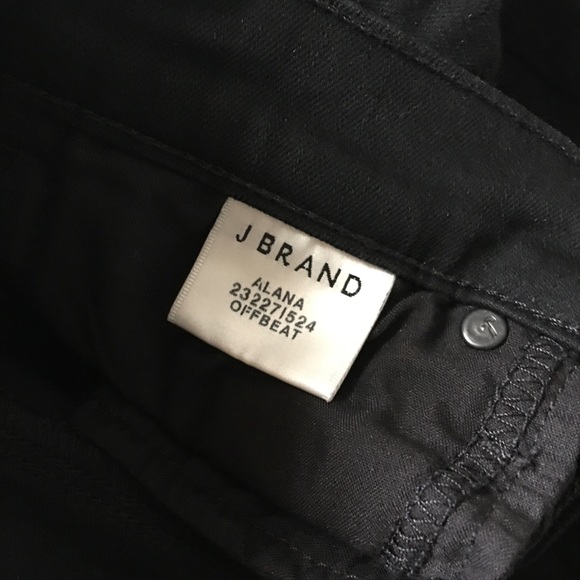 J BRAND
ALANA
23227I524
OFFBEAT